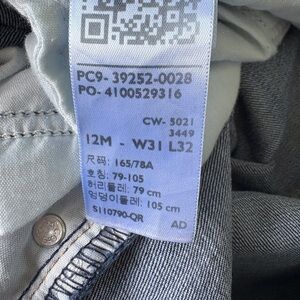 PC9- 39252-0028
PO- 4100529316
CW- 5021
3449
12M - W31 L32
尺码: 165/78A
호칭: 79-105
허리둘레: 79 cm
엉덩이둘레: 105 cm
S110790-QR
AD